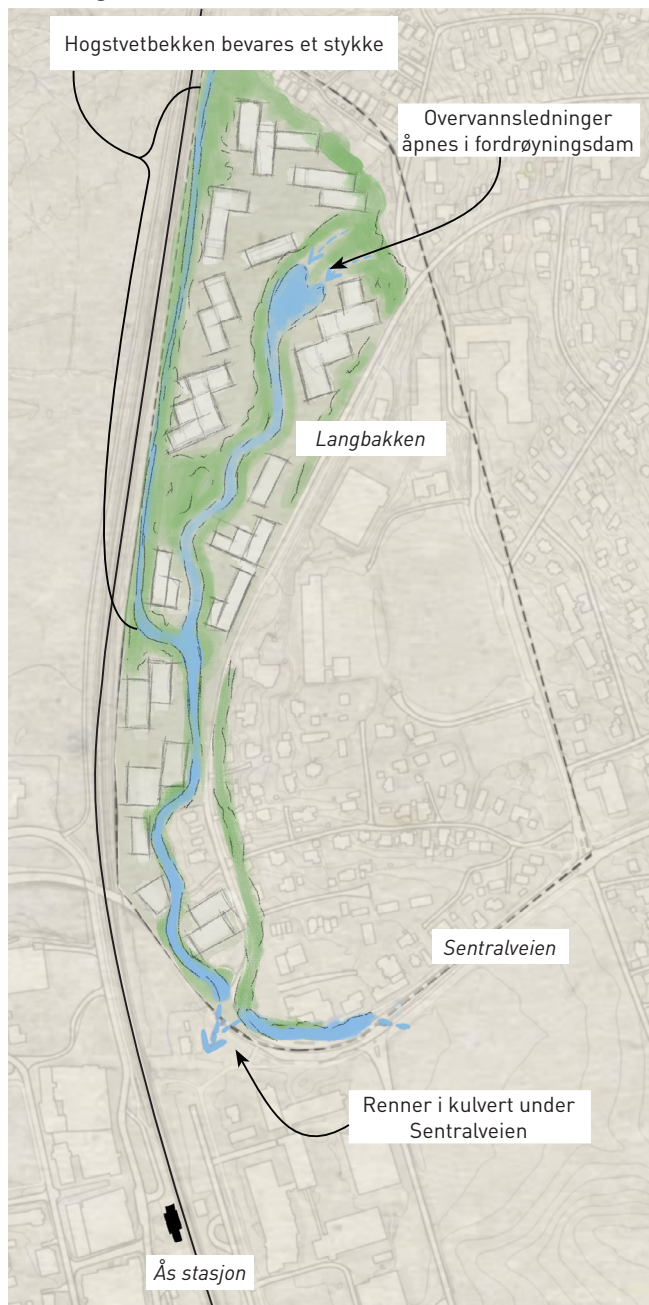 Hogstvetbekken bevares et stykke
Overvannsledninger
åpnes i fordrøyningsdam
Langbakken
Sentralveien
Renner i kulvert under
Sentralveien
Ås stasjon